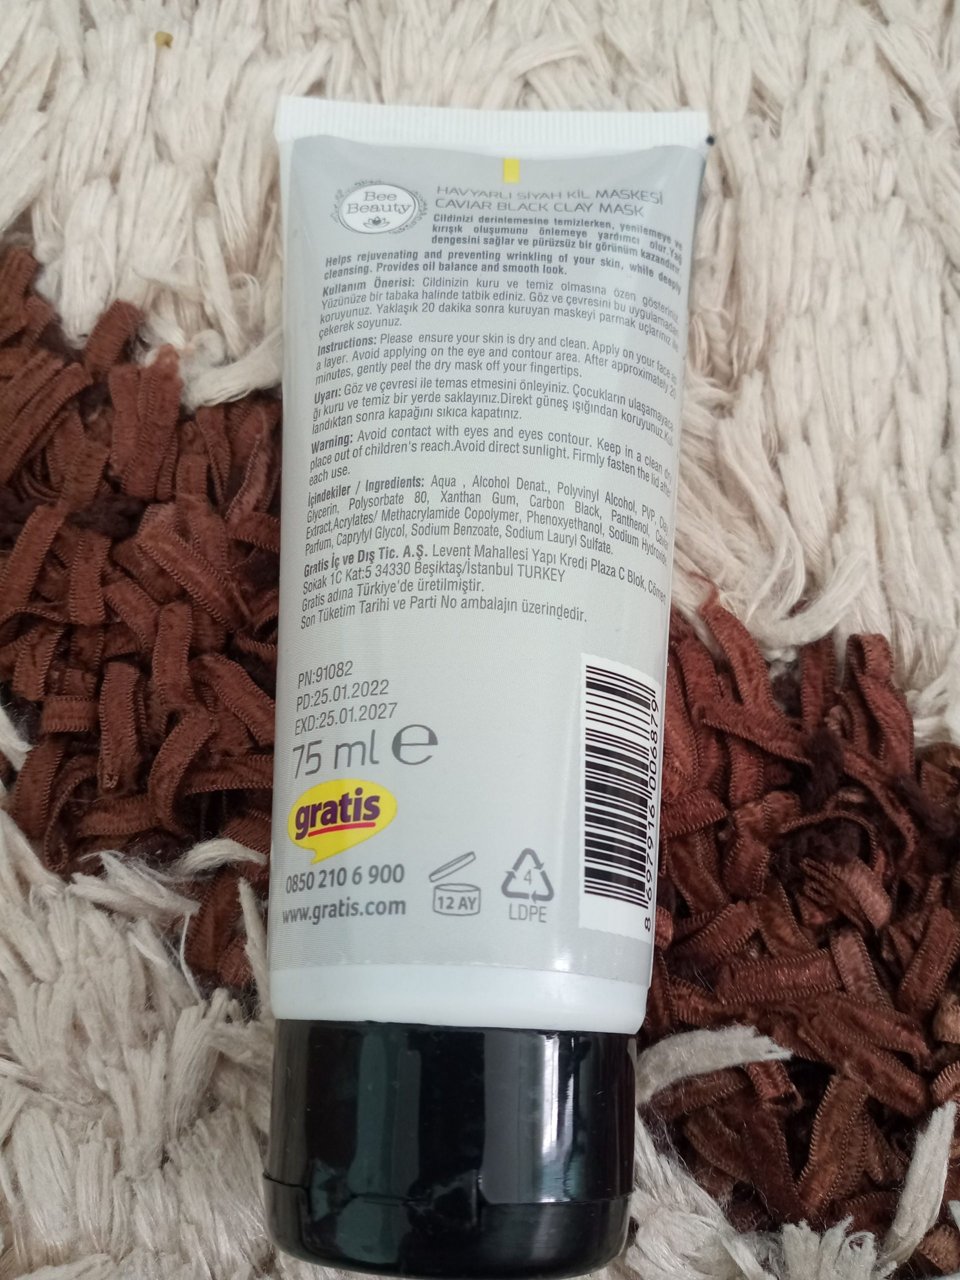 Bee
Beauty
HAVYARLI SİYAH KİL MASKESİ
CAVIAR BLACK CLAY MASK
Cildinizi derinlemesine temizlerken, yenilemeye ve
kırışık oluşumunu önlemeye yardımcı olur. Yağ
dengesini sağlar ve pürüzsüz bir görünüm kazandırır.
Helps rejuvenating and preventing wrinkling of your skin, while deeply
cleansing. Provides oil balance and smooth look.
Kullanım Önerisi: Cildinizin kuru ve temiz olmasına özen gösteriniz.
Yüzünüze bir tabaka halinde tatbik ediniz. Göz ve çevresini bu uygulamadan
koruyunuz. Yaklaşık 20 dakika sonra kuruyan maskeyi parmak uçlarınız ile
çekerek soyunuz.
Instructions: Please ensure your skin is dry and clean. Apply on your face as
a layer. Avoid applying on the eye and contour area. After approximately 20
minutes, gently peel the dry mask off your fingertips.
Uyarı: Göz ve çevresi ile temas etmesini önleyiniz. Çocukların ulaşamayaca
ğı kuru ve temiz bir yerde saklayınız.Direkt güneş ışığından koruyunuz.Kul
landıktan sonra kapağını sıkıca kapatınız.
Warning: Avoid contact with eyes and eyes contour. Keep in a clean dry
place out of children's reach.Avoid direct sunlight. Firmly fasten the lid after
each use.
İçindekiler / Ingredients: Aqua , Alcohol Denat., Polyvinyl Alcohol, PVP, Clay
Glycerin, Polysorbate 80, Xanthan Gum, Carbon Black, Panthenol, Caviar
Extract,Acrylates/ Methacrylamide Copolymer, Phenoxyethanol, Sodium Hydroxide,
Parfum, Caprylyl Glycol, Sodium Benzoate, Sodium Lauryl Sulfate.
Gratis İç ve Dış Tic. A.Ş. Levent Mahallesi Yapı Kredi Plaza C Blok, Cömert
Sokak 1C Kat:5 34330 Beşiktaş/İstanbul TURKEY
Gratis adına Türkiye'de üretilmiştir.
Son Tüketim Tarihi ve Parti No ambalajın üzerindedir.
PN:91082
PD:25.01.2022
EXD:25.01.2027
75 ml e
gratis
0850 210 6 900
www.gratis.com
12 AY
4
LDPE
8 697916 006879